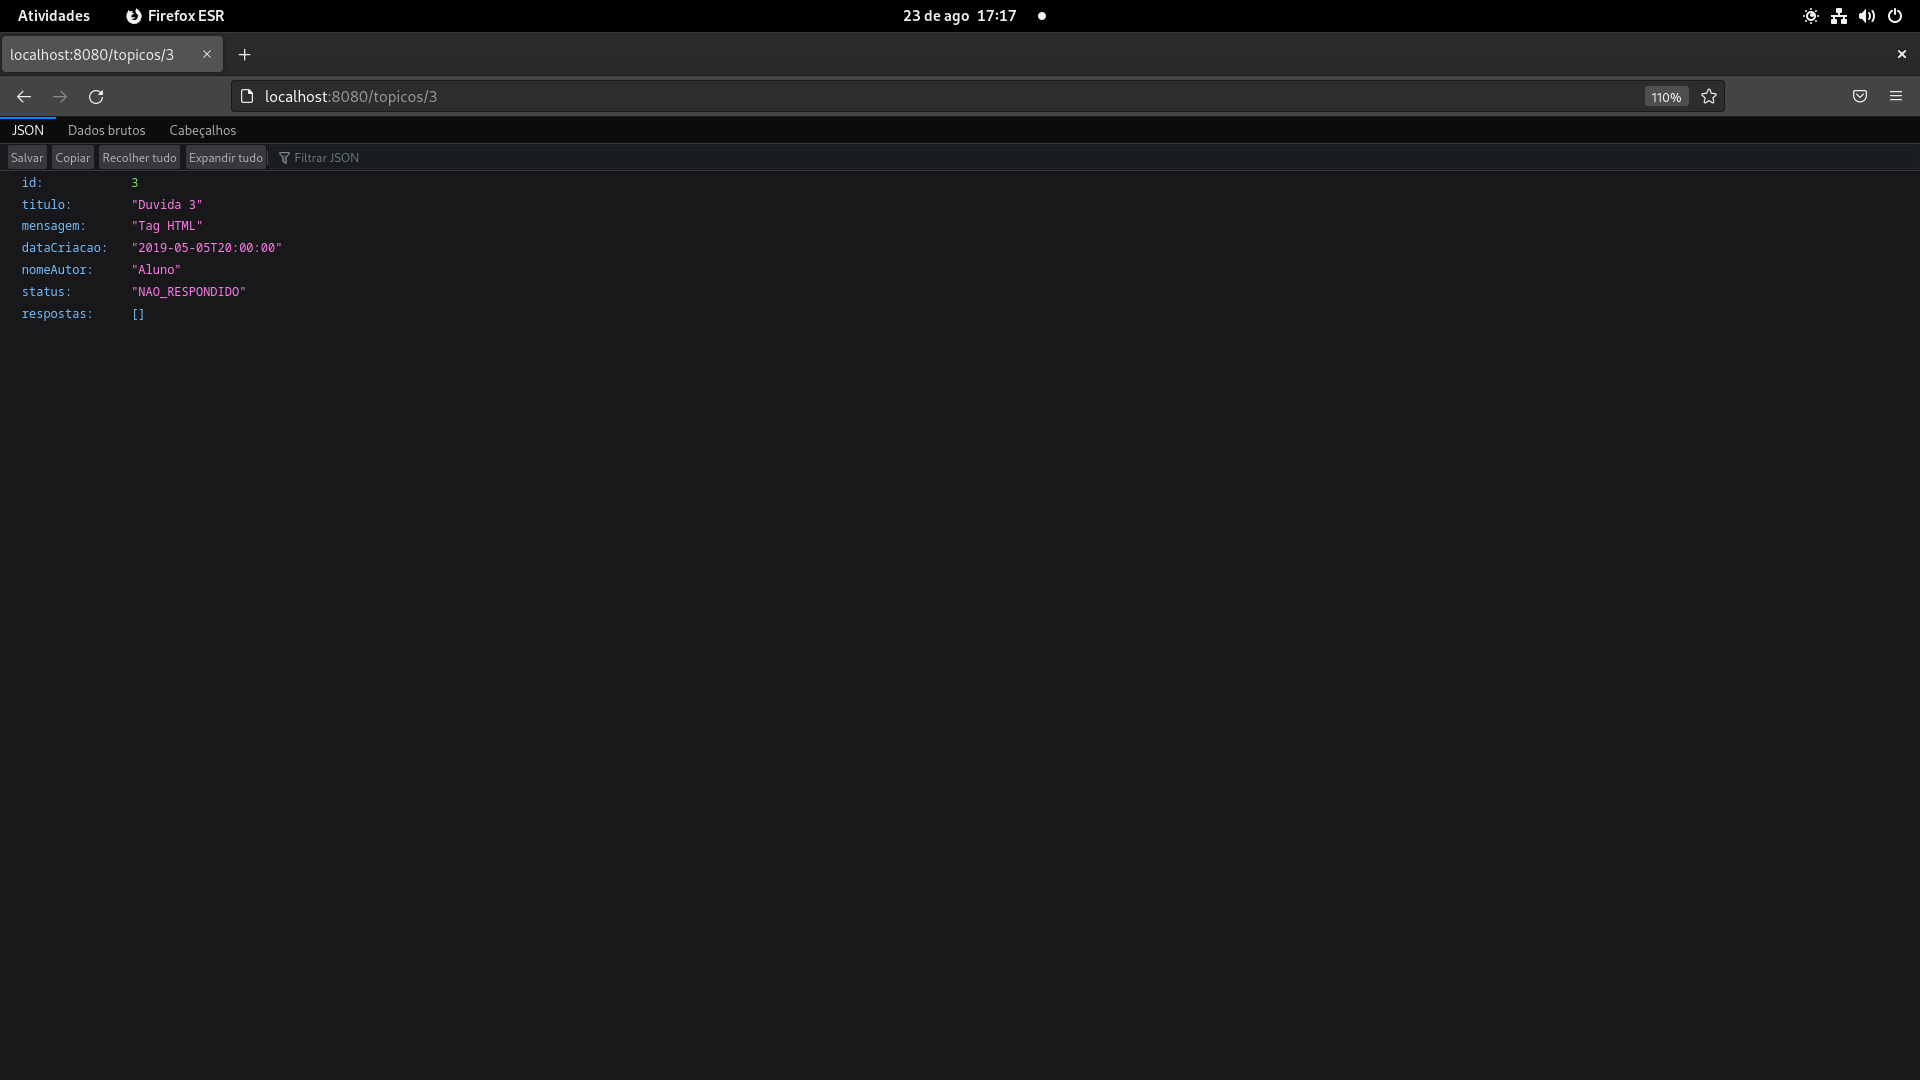 Atividades Firefox ESR 23 de ago 17:17
localhost:8080/topicos/3
localhost:8080/topicos/3 110%
JSON Dados brutos Cabeçalhos
Salvar Copiar Recolher tudo Expandir tudo Filtrar JSON
id: 3
titulo: "Duvida 3"
mensagem: "Tag HTML"
dataCriacao: "2019-05-05T20:00:00"
nomeAutor: "Aluno"
status: "NAO_RESPONDIDO"
respostas: []